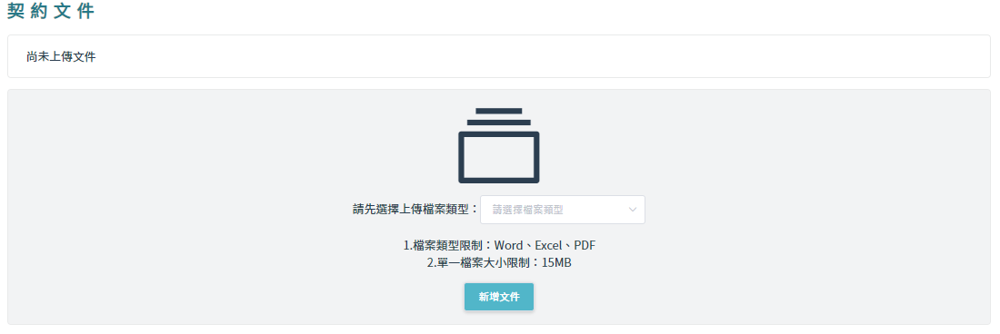 契約文件
尚未上傳文件
請先選擇上傳檔案類型：請選擇檔案類型
1.檔案類型限制：Word、Excel、PDF
2.單一檔案大小限制：15MB
新增文件